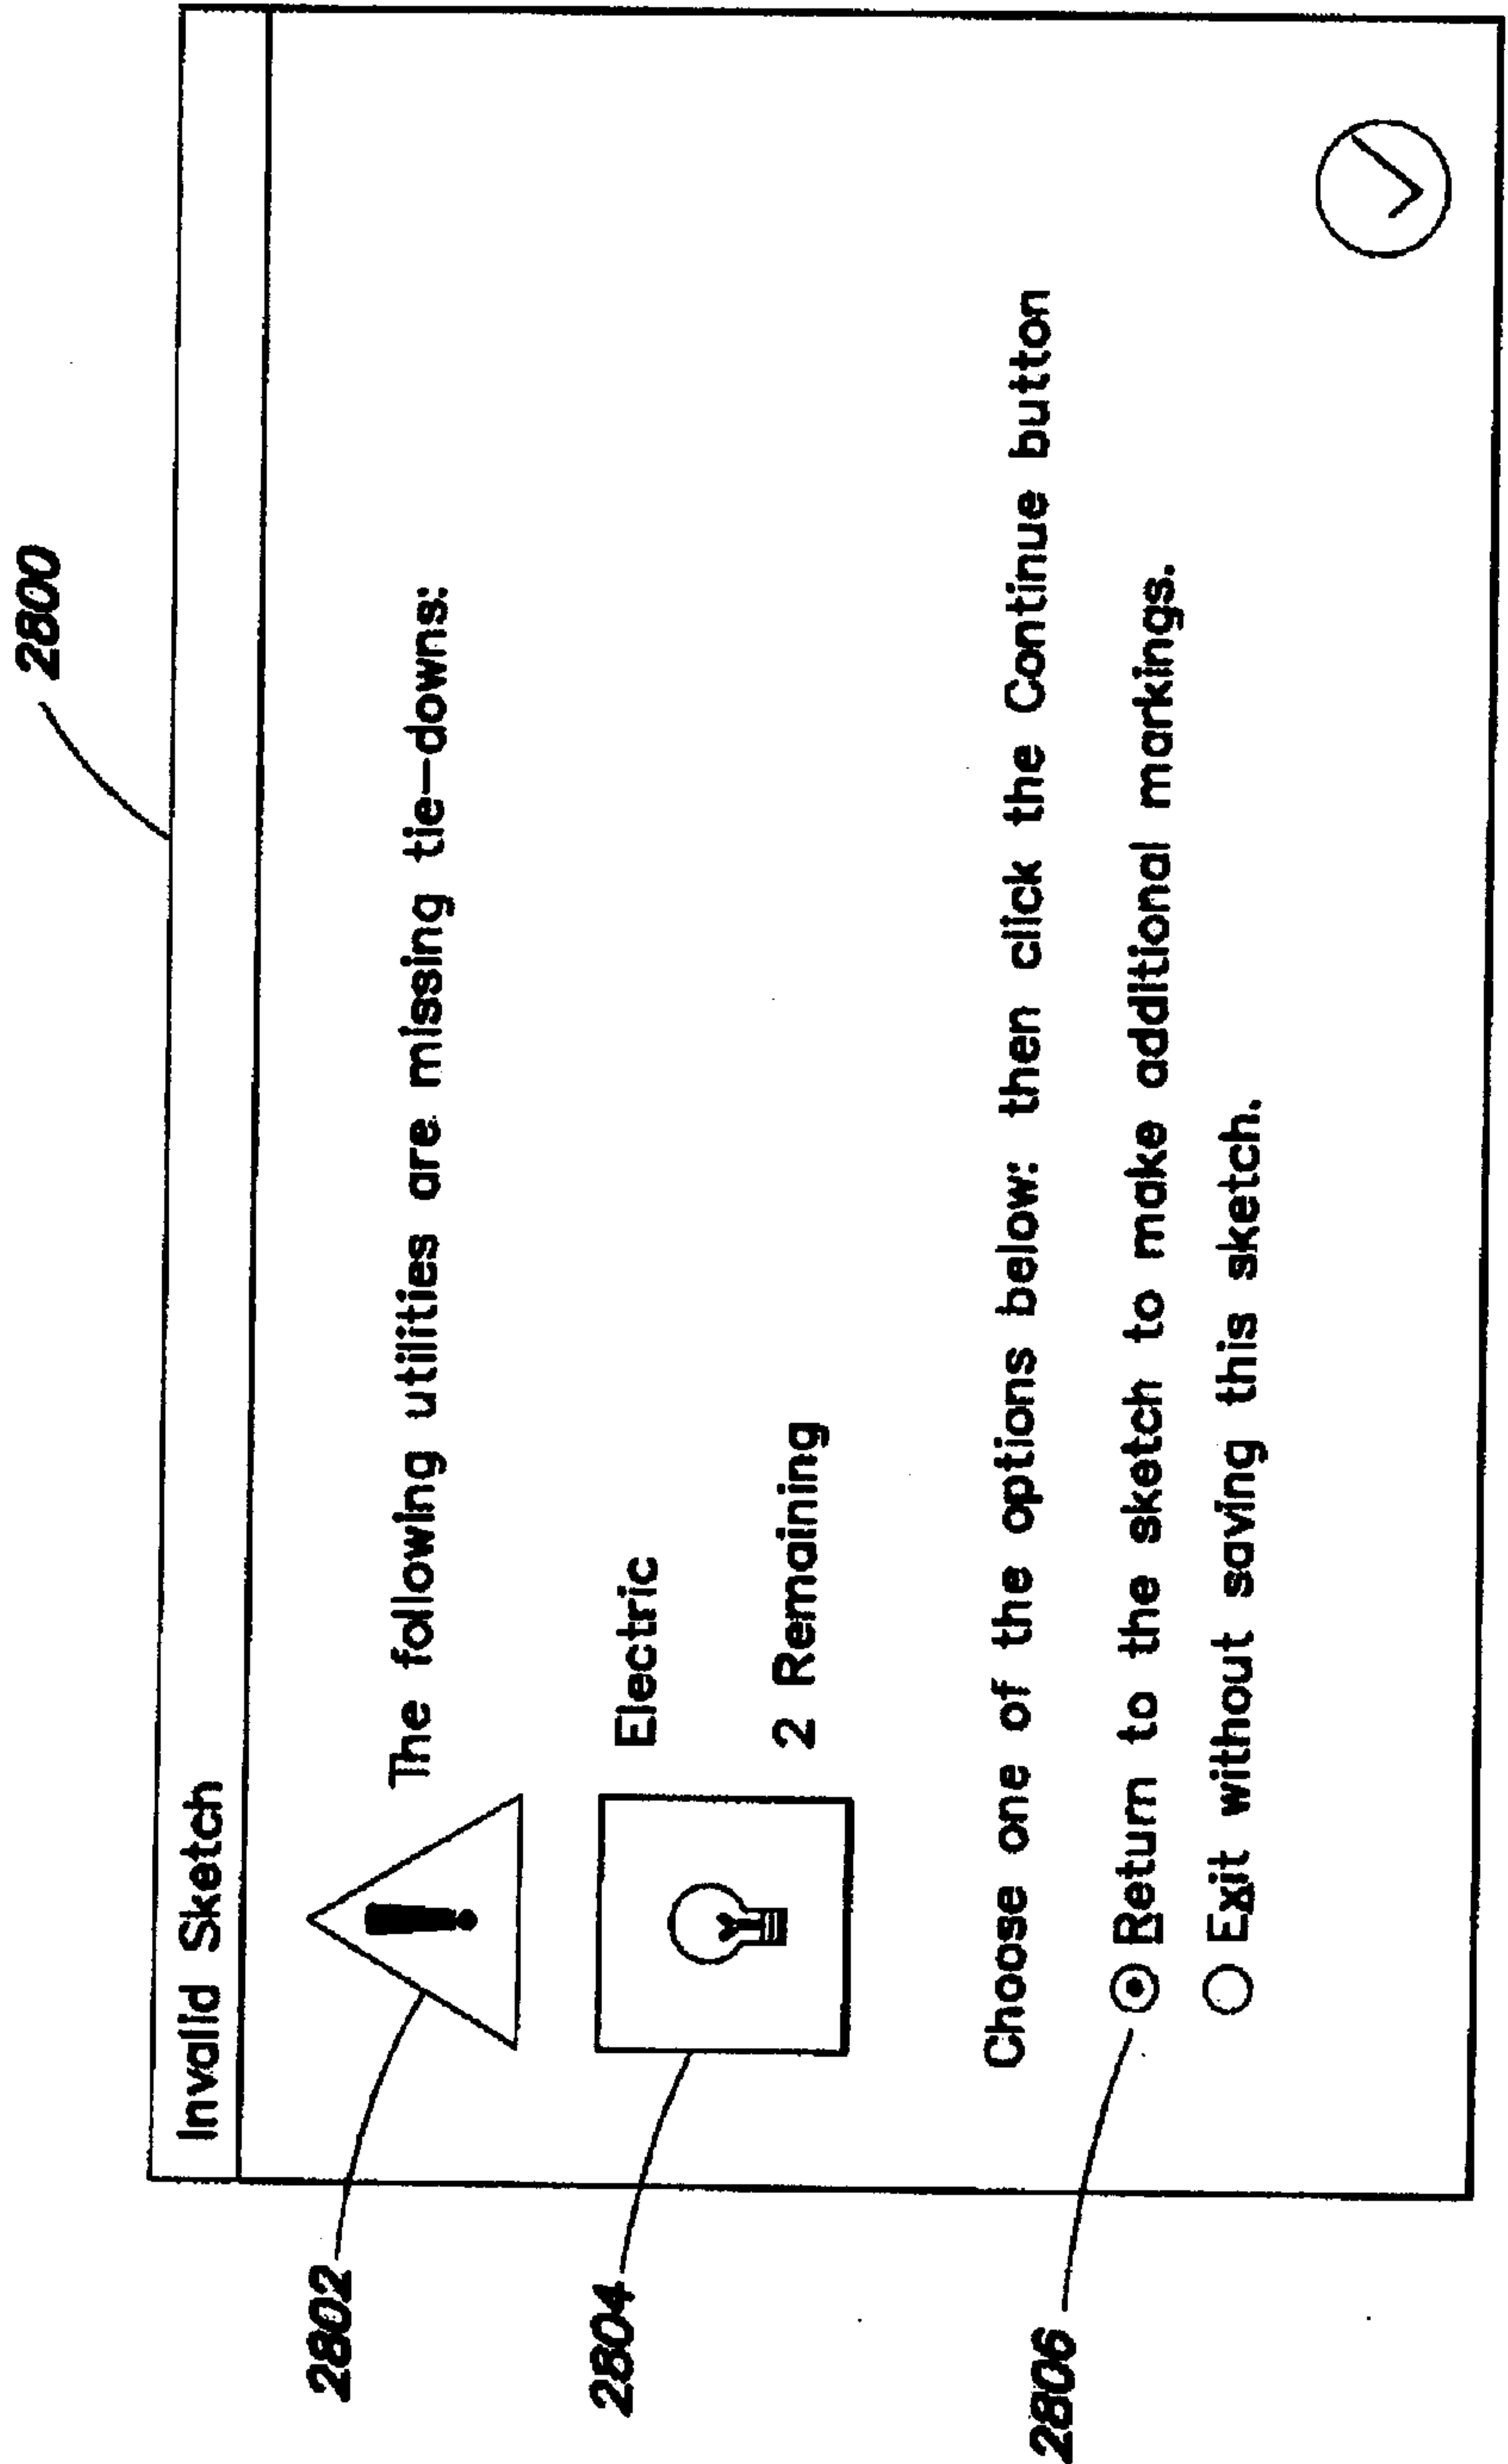 2800
Invalid Sketch
2802
The following utilities are missing tie-downs:
2804
Electric
2 Remaining
Choose one of the options below: then click the Continue button
2806
Return to the sketch to make additional markings.
Exit without saving this sketch.